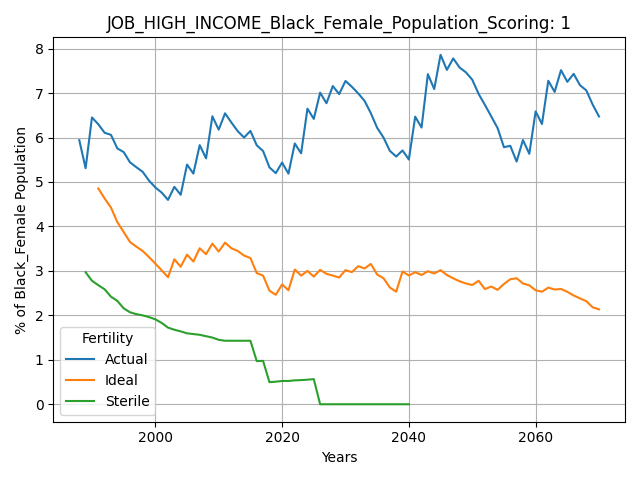 JOB_HIGH_INCOME_Black_Female_Population_Scoring: 1
% of Black_Female Population
8
7
6
5
4
3
2
1
0
Fertility
Actual
Ideal
Sterile
2000 2020 2040 2060
Years